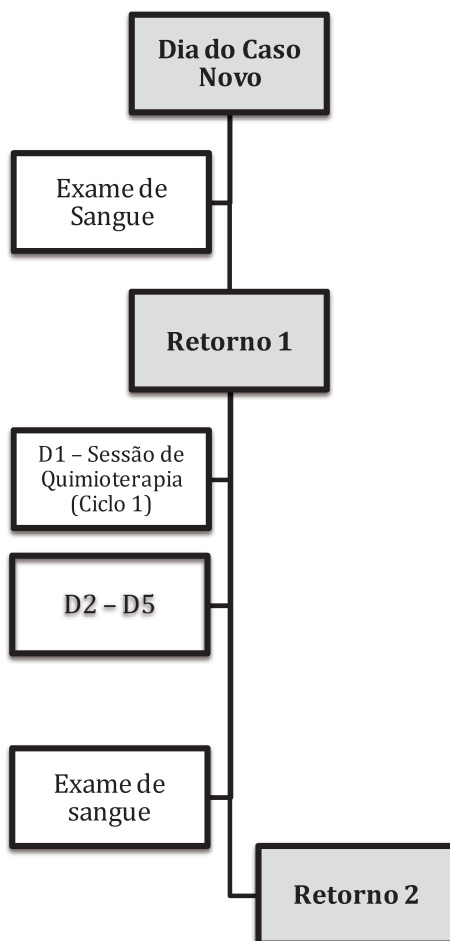 Dia do Caso
Novo
Exame de
Sangue
Retorno 1
D1 – Sessão de
Quimioterapia
(Ciclo 1)
D2 – D5
Exame de
sangue
Retorno 2